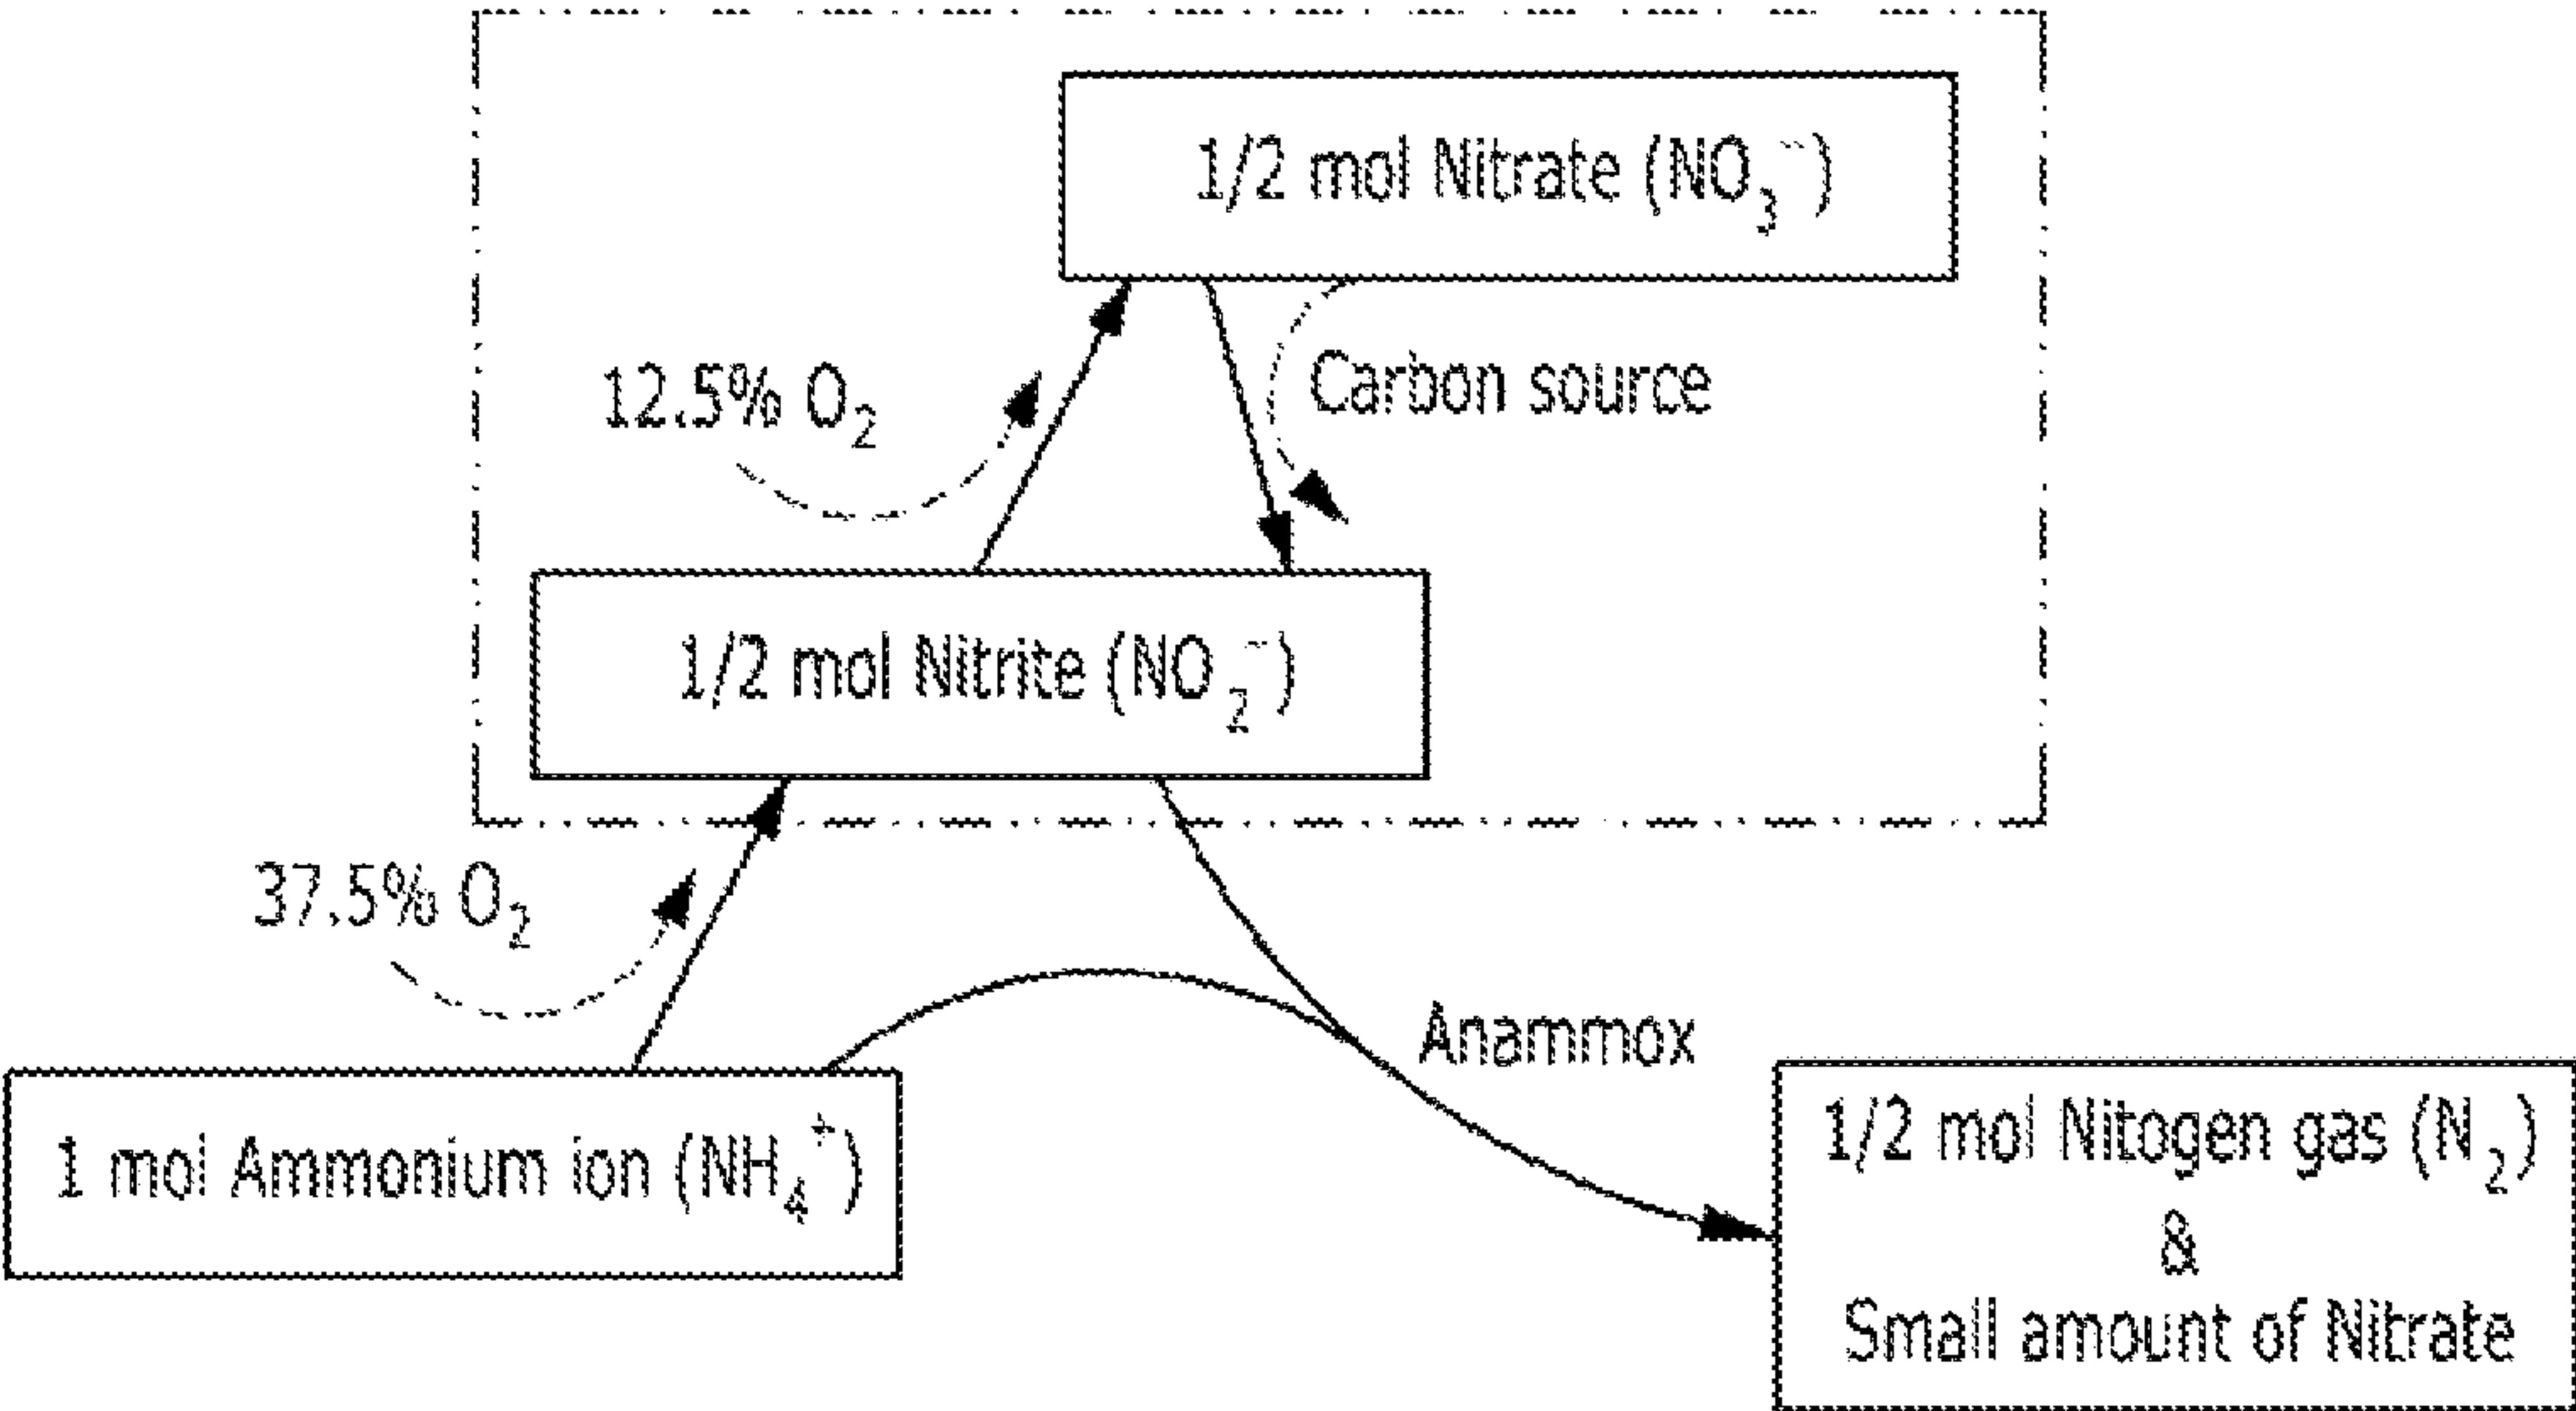 1/2 mol Nitrate (NO₃⁻)
12.5% O₂
Carbon source
1/2 mol Nitrite (NO₂⁻)
37.5% O₂
Anammox
1 mol Ammonium ion (NH₄⁺)
1/2 mol Nitogen gas (N₂)
&
Small amount of Nitrate